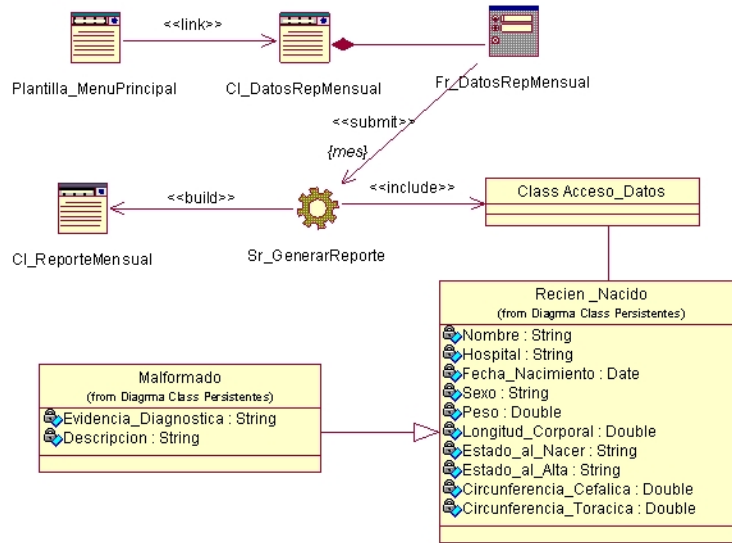 <<link>>
Plantilla_MenuPrincipal
Cl_DatosRepMensual
Fr_DatosRepMensual
<<submit>>
{mes}
<<build>>
<<include>>
Class Acceso_Datos
Cl_ReporteMensual
Sr_GenerarReporte
Recien _Nacido
(from Diagrma Class Persistentes)
Nombre : String
Hospital : String
Fecha_Nacimiento : Date
Sexo : String
Peso : Double
Longitud_Corporal : Double
Estado_al_Nacer : String
Estado_al_Alta : String
Circunferencia_Cefalica : Double
Circunferencia_Toracica : Double
Malformado
(from Diagrma Class Persistentes)
Evidencia_Diagnostica : String
Descripcion : String